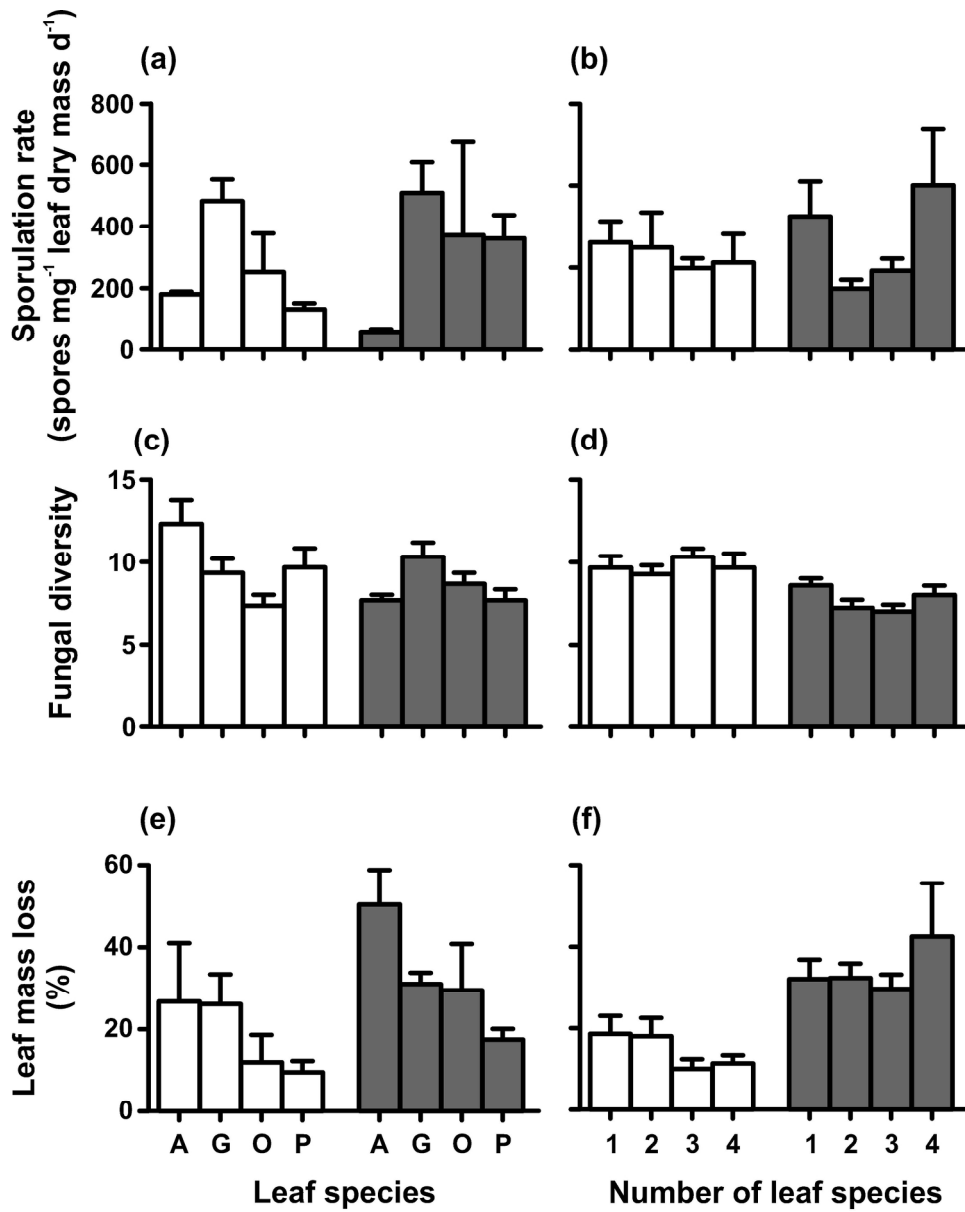 (a)
(b)
Sporulation rate
(spores mg⁻¹ leaf dry mass d⁻¹)
800
600
400
200
0
(c)
(d)
Fungal diversity
15
10
5
0
(e)
(f)
Leaf mass loss
(%)
60
40
20
0
A G O P A G O P
1 2 3 4 1 2 3 4
Leaf species
Number of leaf species